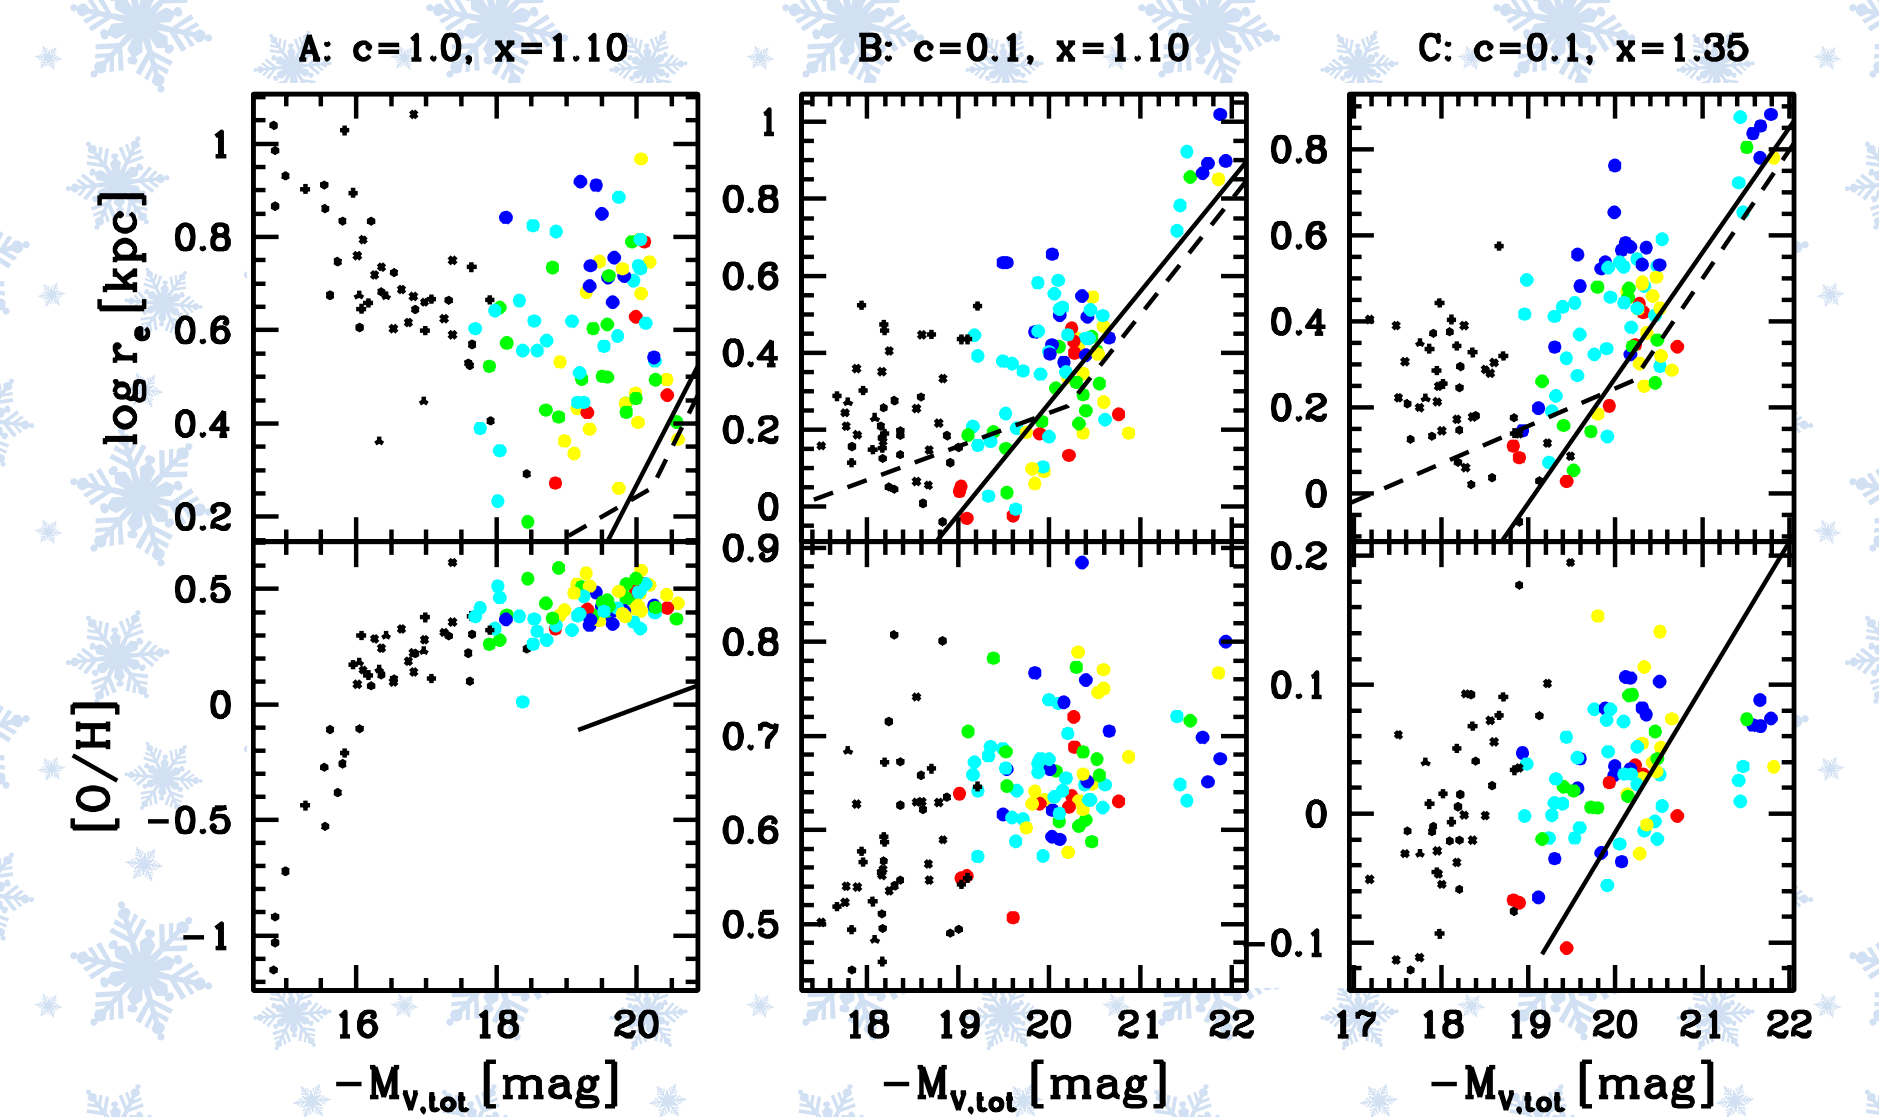 A: c=1.0, x=1.10
B: c=0.1, x=1.10
C: c=0.1, x=1.35
log r_e [kpc]
1
0.8
0.6
0.4
0.2
1
0.8
0.6
0.4
0.2
0
0.8
0.6
0.4
0.2
0
[O/H]
0.5
0
−0.5
−1
0.9
0.8
0.7
0.6
0.5
0.2
0.1
0
−0.1
16 18 20
18 19 20 21 22
17 18 19 20 21 22
−M_V,tot [mag]
−M_V,tot [mag]
−M_V,tot [mag]